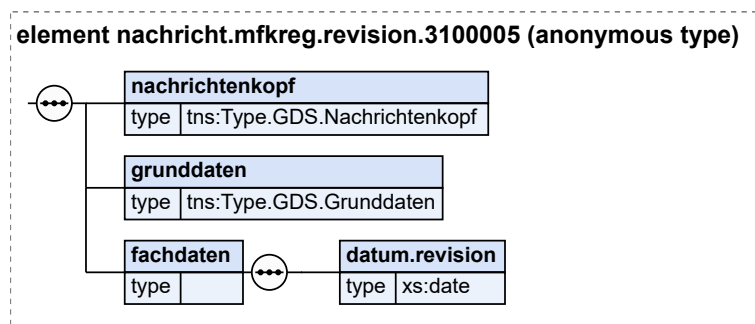 element nachricht.mfkreg.revision.3100005 (anonymous type)
nachrichtenkopf
type tns:Type.GDS.Nachrichtenkopf
grunddaten
type tns:Type.GDS.Grunddaten
fachdaten datum.revision
type type xs:date